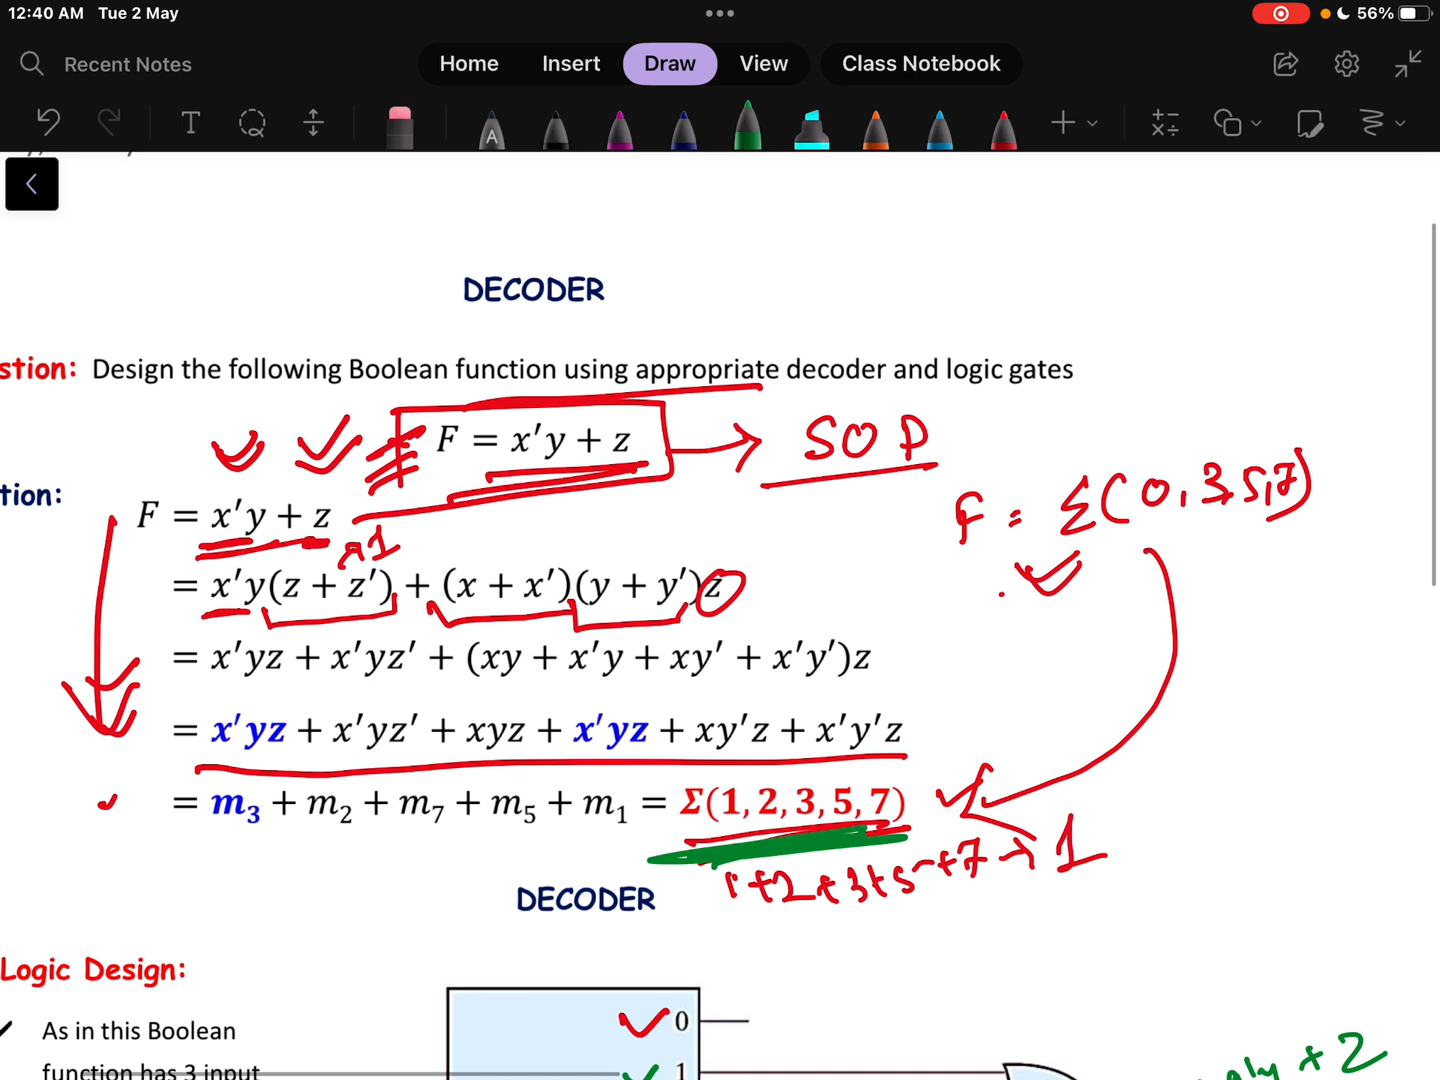 12:40 AM Tue 2 May
56%
Recent Notes
Home Insert Draw View Class Notebook
T
A
DECODER
stion: Design the following Boolean function using appropriate decoder and logic gates
F = x'y + z
SOP
tion:
F = x'y + z
F = Σ(0,3,5,7)
1
= x'y(z + z') + (x + x')(y + y')z
= x'yz + x'yz' + (xy + x'y + xy' + x'y')z
= x'yz + x'yz' + xyz + x'yz + xy'z + x'y'z
= m₃ + m₂ + m₇ + m₅ + m₁ = Σ(1, 2, 3, 5, 7)
1+2+3+5+7 → 1
DECODER
Logic Design:
As in this Boolean
function has 3 input
0
1
+ 2